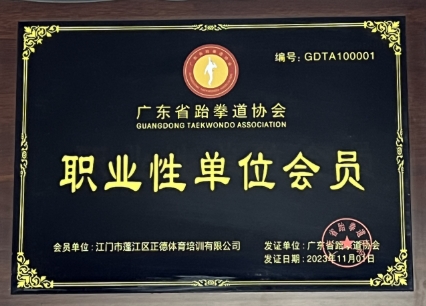 编号：GDTA100001
广东省跆拳道协会
GUANGDONG TAEKWONDO ASSOCIATION
职业性单位会员
会员单位：江门市蓬江区正德体育培训有限公司
发证单位：广东省跆拳道协会
发证日期：2023年11月01日